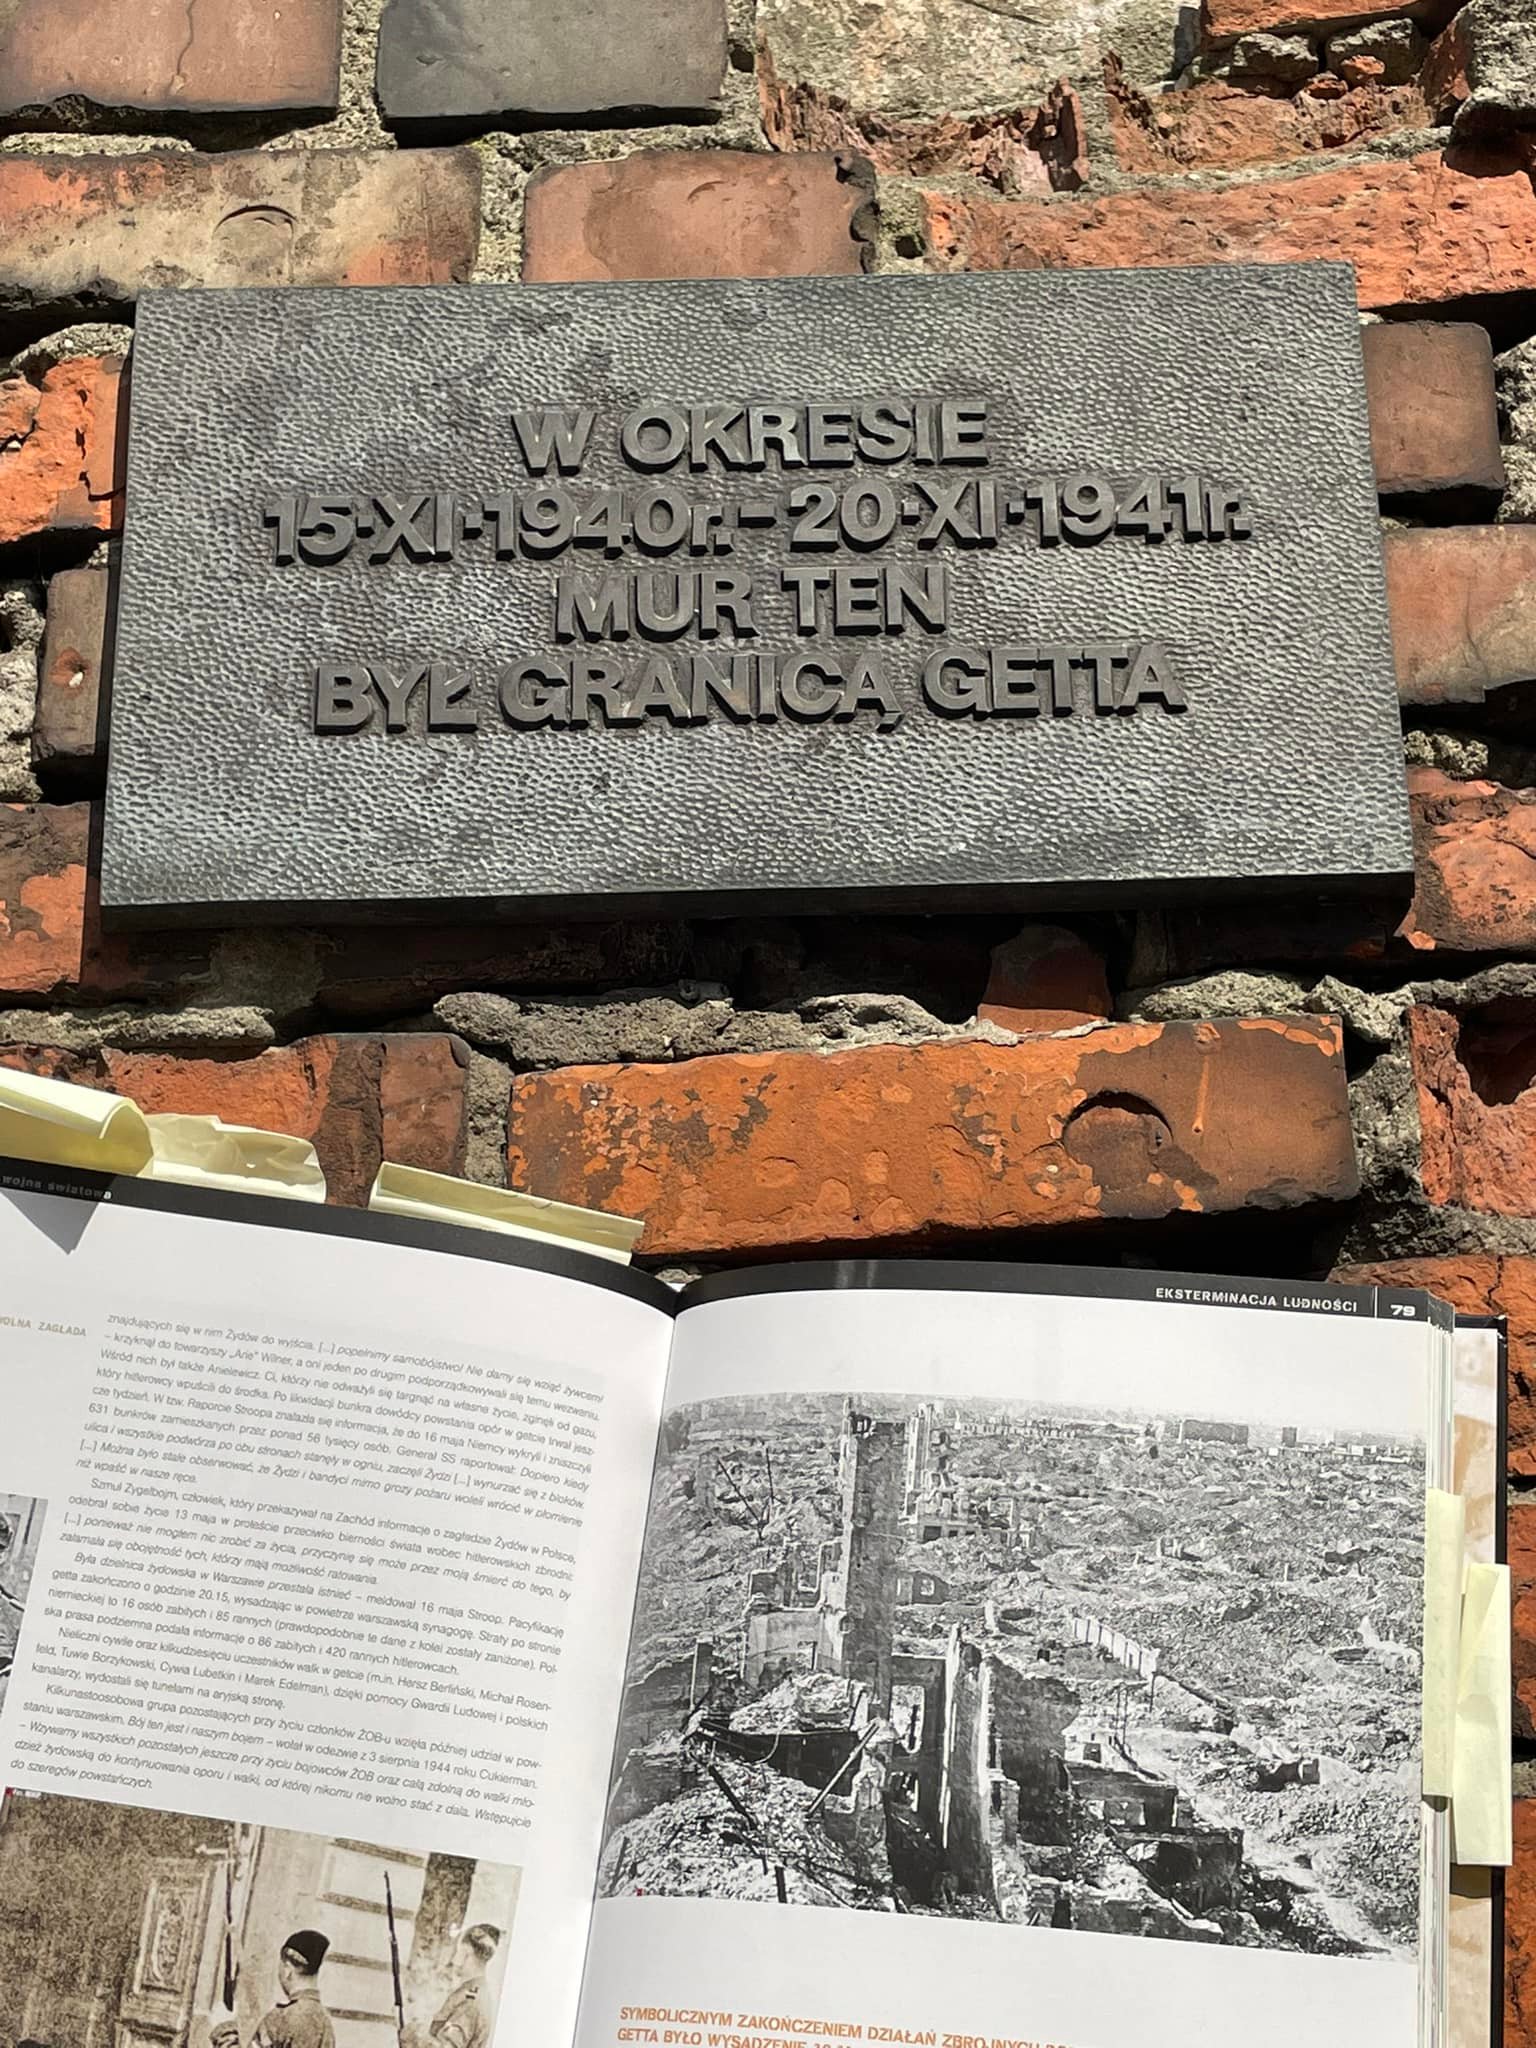 W OKRESIE
15·XI·1940r.-20·XI·1941r.
MUR TEN
BYŁ GRANICĄ GETTA
wojna światowa
ZAGŁADA
znajdujących się w nim Żydów do wyjścia. [...] popełnimy samobójstwo! Nie damy się wziąć żywcem!
– krzyknął do towarzyszy „Arie” Wilner, a oni jeden po drugim podporządkowywali się temu wezwaniu.
Wśród nich był także Anielewicz. Ci, którzy nie odważyli się targnąć na własne życie, zginęli od gazu,
który hitlerowcy wpuścili do środka. Po likwidacji bunkra dowódcy powstania opór w getcie trwał jesz-
cze tydzień. W tzw. Raporcie Stroopa znalazła się informacja, że do 16 maja Niemcy wykryli i zniszczyli
631 bunkrów zamieszkanych przez ponad 56 tysięcy osób. Generał SS raportował: Dopiero kiedy
ulica i wszystkie podwórza po obu stronach stanęły w ogniu, zaczęli Żydzi [...] wynurzać się z bloków.
[...] Można było stale obserwować, że Żydzi i bandyci mimo grozy pożaru woleli wrócić w płomienie
niż wpaść w nasze ręce.
Szmul Zygelbojm, człowiek, który przekazywał na Zachód informacje o zagładzie Żydów w Polsce,
odebrał sobie życie 13 maja w proteście przeciwko bierności świata wobec hitlerowskich zbrodni:
[...] ponieważ nie mogłem nic zrobić za życia, przyczynię się może przez moją śmierć do tego, by
załamała się obojętność tych, którzy mają możliwość ratowania.
Była dzielnica żydowska w Warszawie przestała istnieć – meldował 16 maja Stroop. Pacyfikację
getta zakończono o godzinie 20.15, wysadzając w powietrze warszawską synagogę. Straty po stronie
niemieckiej to 16 osób zabitych i 85 rannych (prawdopodobnie te dane z kolei zostały zaniżone). Pol-
ska prasa podziemna podała informacje o 86 zabitych i 420 rannych hitlerowcach.
Nieliczni cywile oraz kilkudziesięciu uczestników walk w getcie (m.in. Hersz Berliński, Michał Rosen-
feld, Tuwie Borzykowski, Cywia Lubetkin i Marek Edelman), dzięki pomocy Gwardii Ludowej i polskich
kanalarzy, wydostali się tunelami na aryjską stronę.
Kilkunastoosobowa grupa pozostających przy życiu członków ŻOB-u wzięła później udział w pow-
staniu warszawskim. Bój ten jest i naszym bojem – wołał w odezwie z 3 sierpnia 1944 roku Cukierman.
– Wzywamy wszystkich pozostałych jeszcze przy życiu bojowców ŻOB oraz całą zdolną do walki mło-
dzież żydowską do kontynuowania oporu i walki, od której nikomu nie wolno stać z dala. Wstępujcie
do szeregów powstańczych.
EKSTERMINACJA LUDNOŚCI 79
SYMBOLICZNYM ZAKOŃCZENIEM DZIAŁAŃ ZBROJNYCH
GETTA BYŁO WYSADZENIE